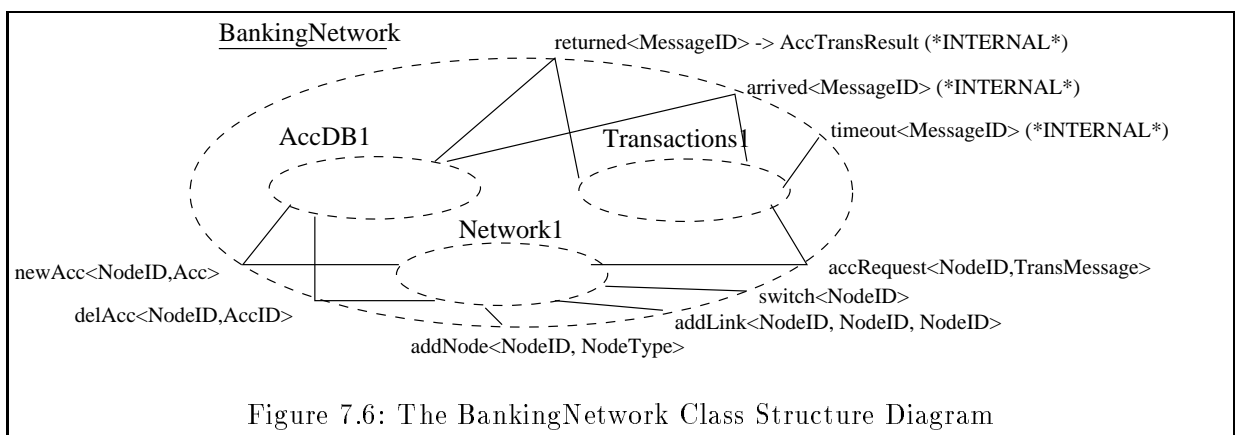 BankingNetwork
returned<MessageID> -> AccTransResult (*INTERNAL*)
arrived<MessageID> (*INTERNAL*)
timeout<MessageID> (*INTERNAL*)
AccDB1
Transactions1
Network1
newAcc<NodeID,Acc>
accRequest<NodeID,TransMessage>
switch<NodeID>
delAcc<NodeID,AccID>
addLink<NodeID, NodeID, NodeID>
addNode<NodeID, NodeType>
Figure 7.6: The BankingNetwork Class Structure Diagram